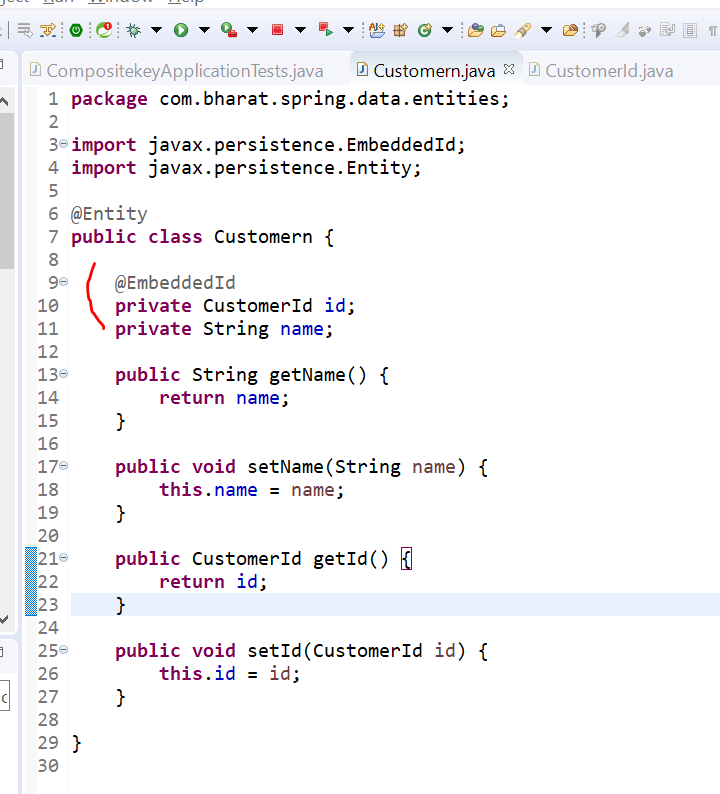 Run Window Help
CompositekeyApplicationTests.java Customern.java CustomerId.java
1 package com.bharat.spring.data.entities;
2
3 import javax.persistence.EmbeddedId;
4 import javax.persistence.Entity;
5
6 @Entity
7 public class Customern {
8
9 @EmbeddedId
10 private CustomerId id;
11 private String name;
12
13 public String getName() {
14 return name;
15 }
16
17 public void setName(String name) {
18 this.name = name;
19 }
20
21 public CustomerId getId() {
22 return id;
23 }
24
25 public void setId(CustomerId id) {
26 this.id = id;
27 }
28
29 }
30